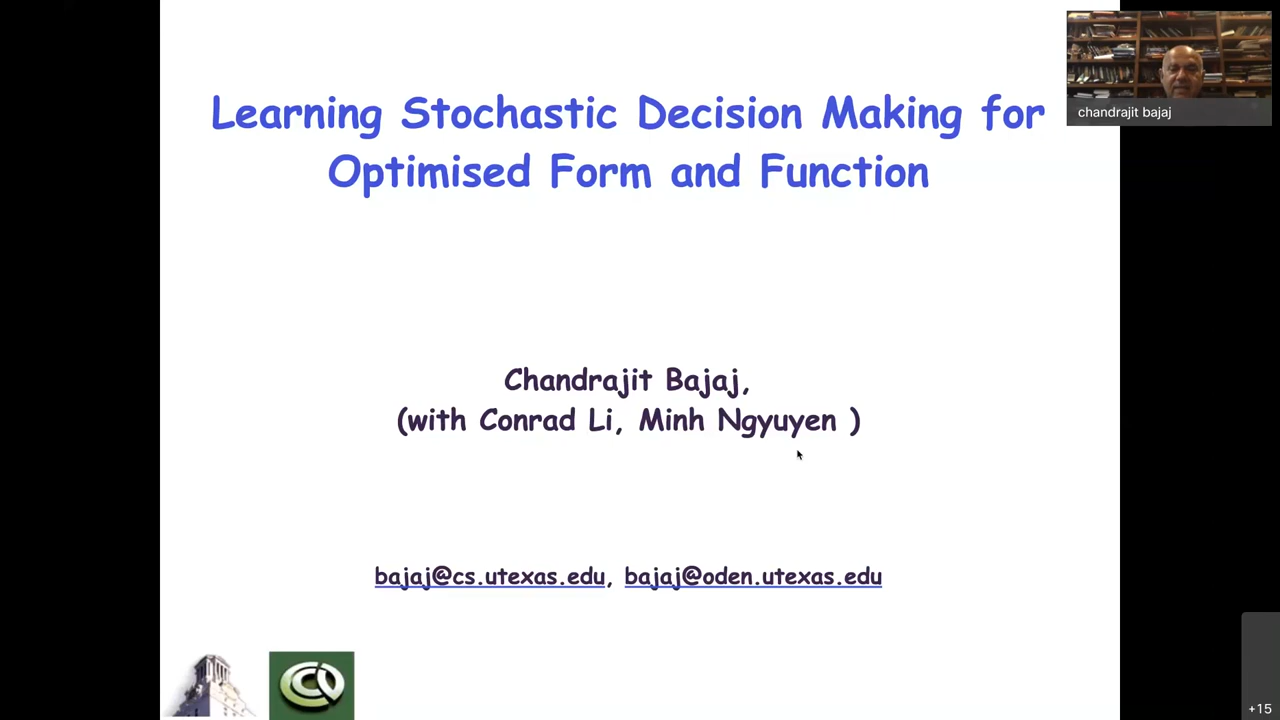 Learning Stochastic Decision Making for
Optimised Form and Function
chandrajit bajaj
Chandrajit Bajaj,
(with Conrad Li, Minh Ngyuyen )
bajaj@cs.utexas.edu, bajaj@oden.utexas.edu
+15